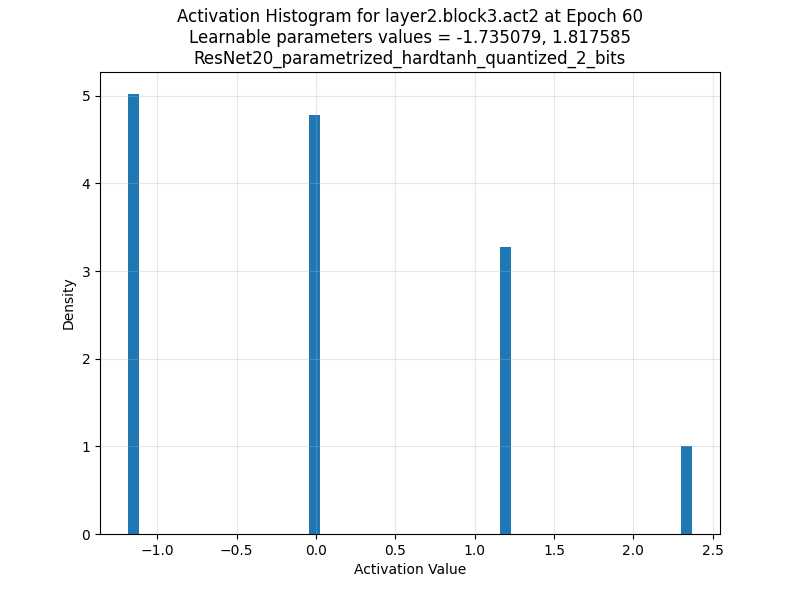 Activation Histogram for layer2.block3.act2 at Epoch 60
Learnable parameters values = -1.735079, 1.817585
ResNet20_parametrized_hardtanh_quantized_2_bits
5
4
3
2
1
0
Density
−1.0 −0.5 0.0 0.5 1.0 1.5 2.0 2.5
Activation Value